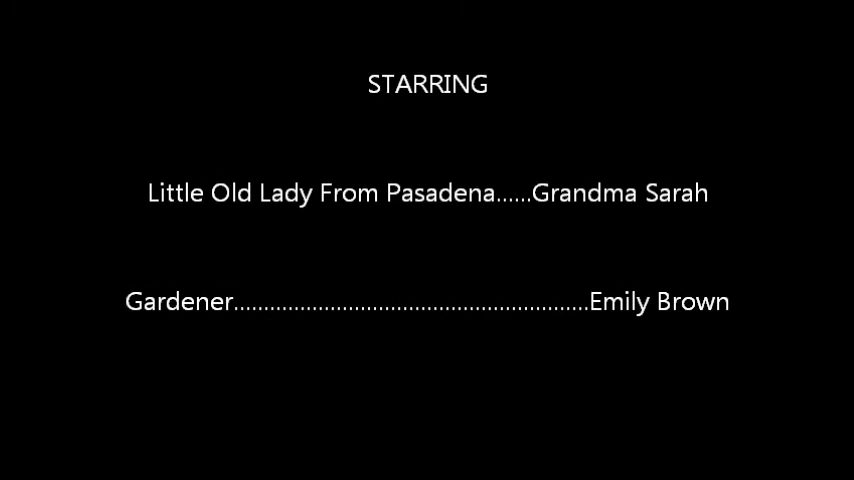 STARRING
Little Old Lady From Pasadena......Grandma Sarah
Gardener...........................................................Emily Brown